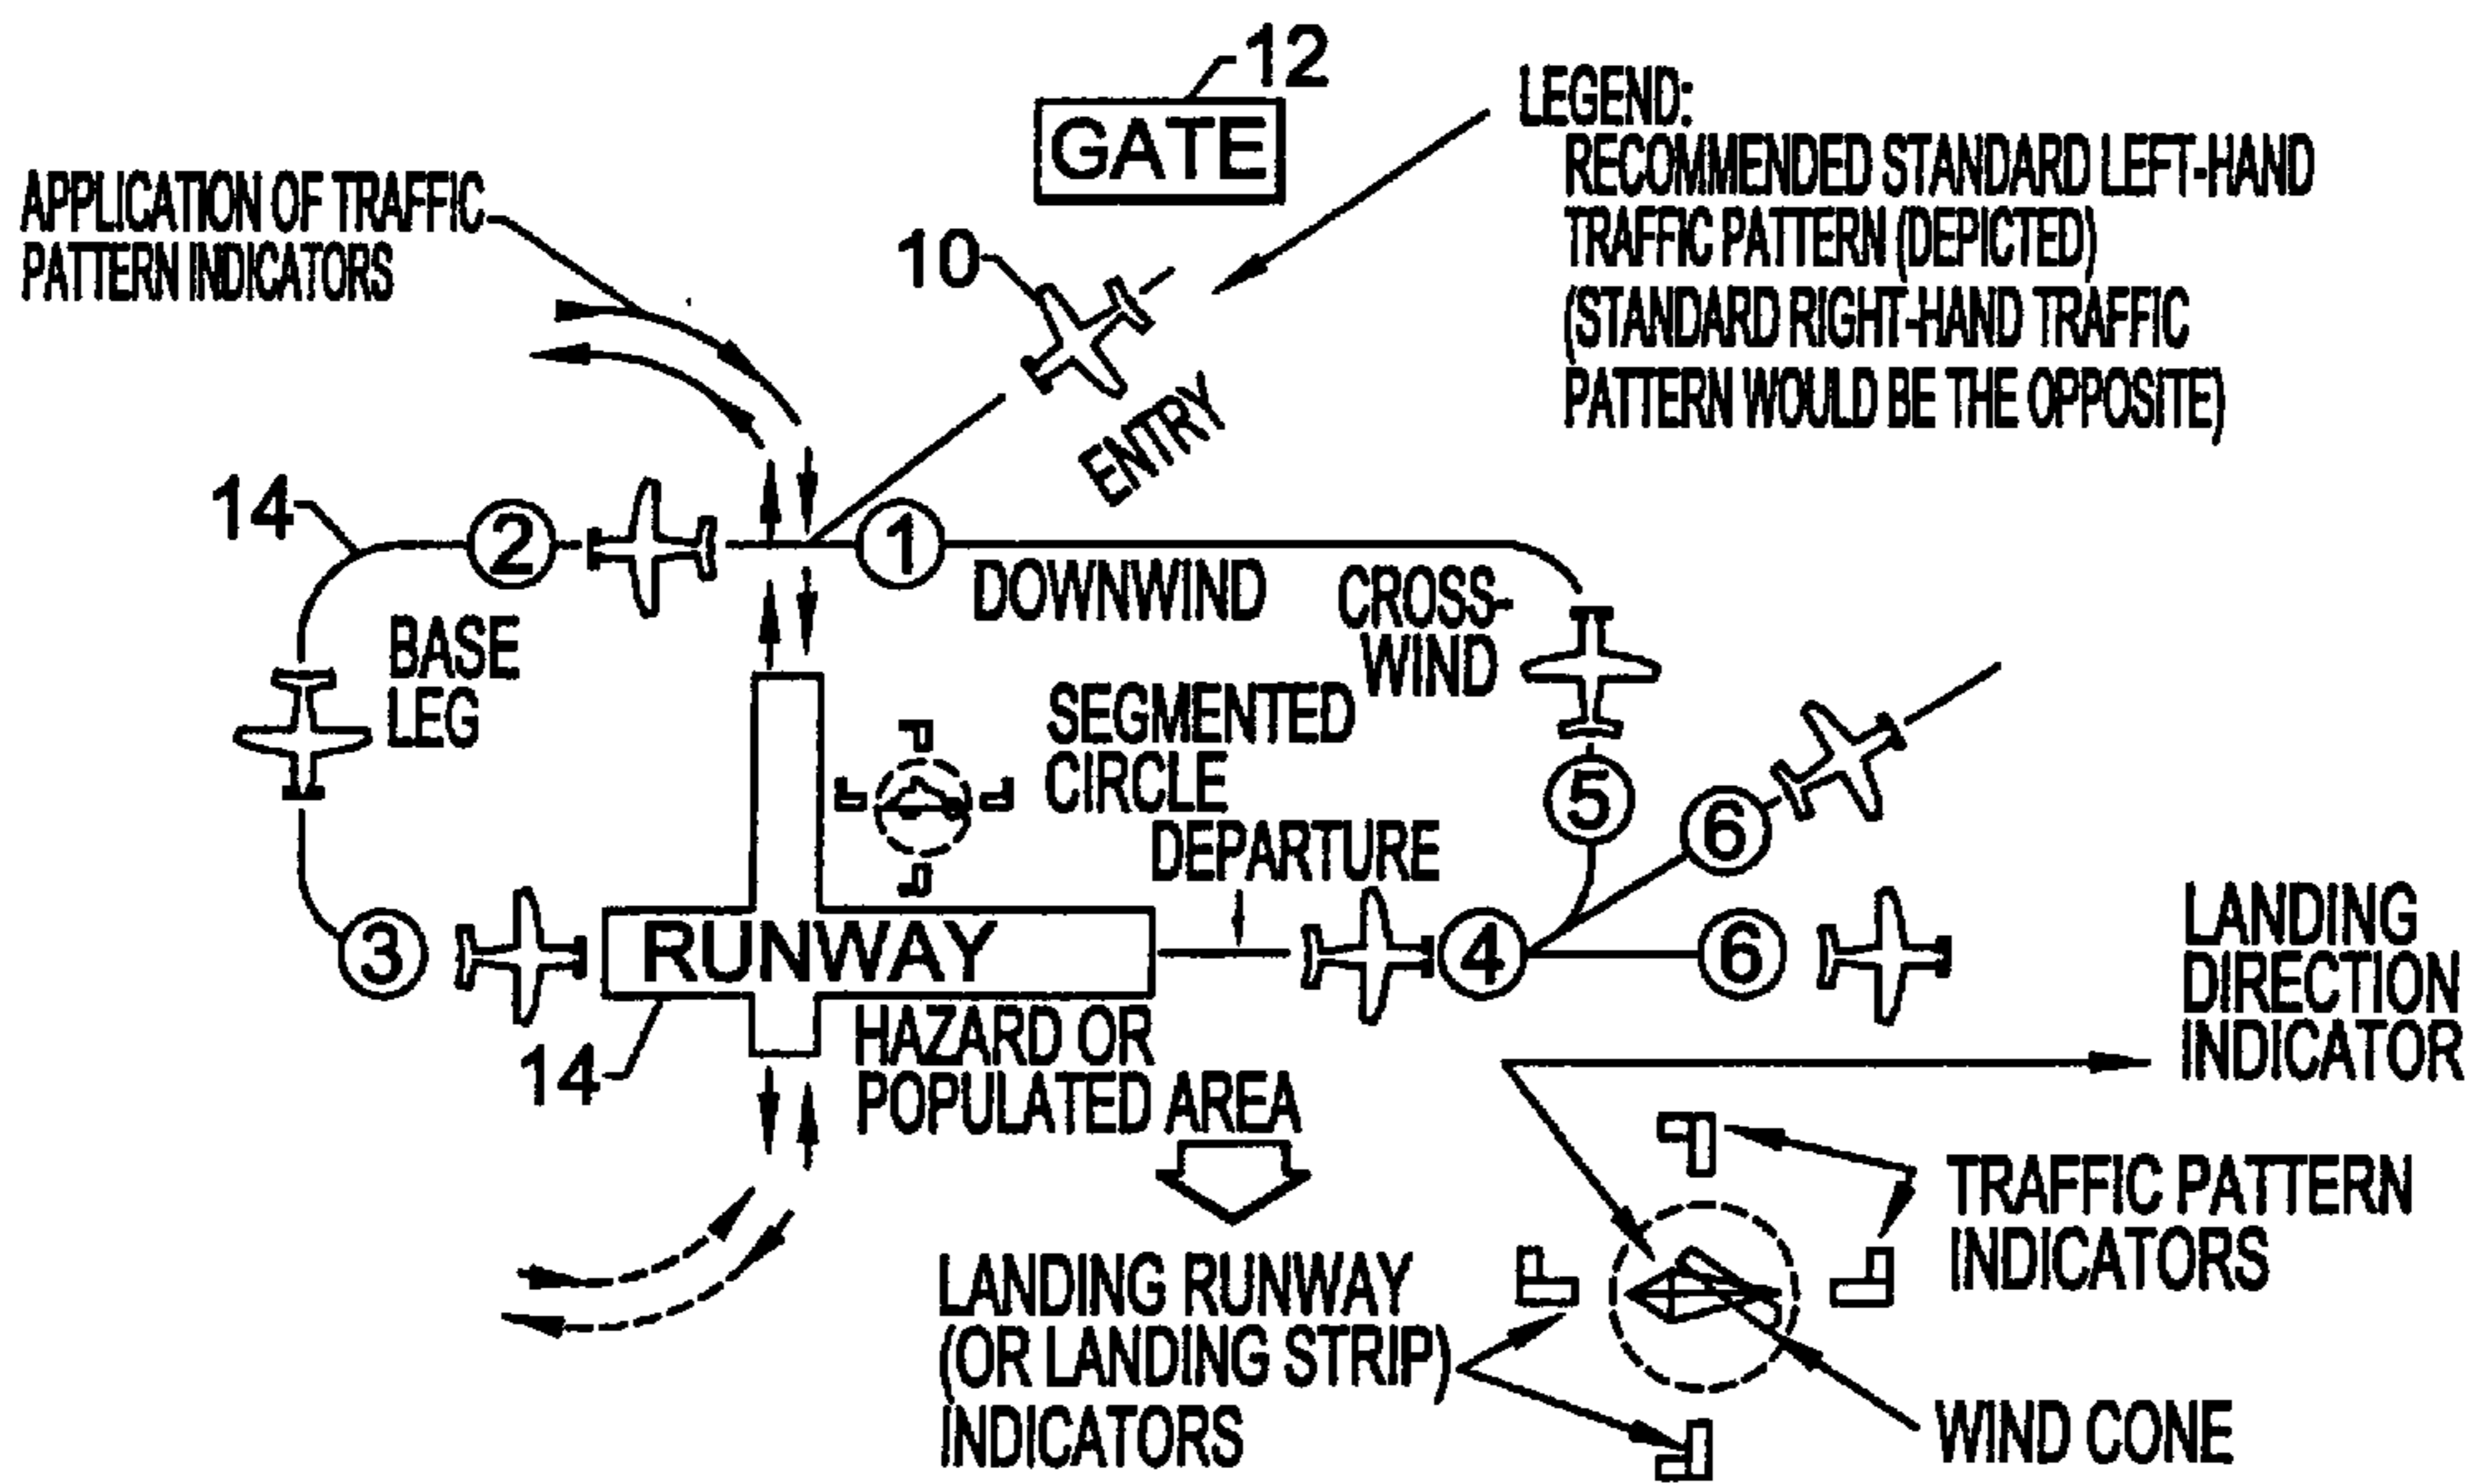 12
GATE
LEGEND:
RECOMMENDED STANDARD LEFT-HAND
TRAFFIC PATTERN (DEPICTED)
(STANDARD RIGHT-HAND TRAFFIC
PATTERN WOULD BE THE OPPOSITE)
APPLICATION OF TRAFFIC
PATTERN INDICATORS
10
ENTRY
14
2
1
DOWNWIND
CROSS-
WIND
BASE
LEG
SEGMENTED
CIRCLE
5
6
DEPARTURE
3
RUNWAY
4
6
LANDING
DIRECTION
INDICATOR
14
HAZARD OR
POPULATED AREA
TRAFFIC PATTERN
INDICATORS
LANDING RUNWAY
(OR LANDING STRIP)
INDICATORS
WIND CONE